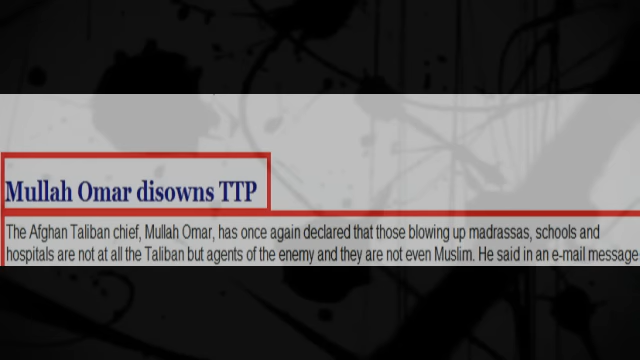 Mullah Omar disowns TTP
The Afghan Taliban chief, Mullah Omar, has once again declared that those blowing up madrassas, schools and
hospitals are not at all the Taliban but agents of the enemy and they are not even Muslim. He said in an e-mail message